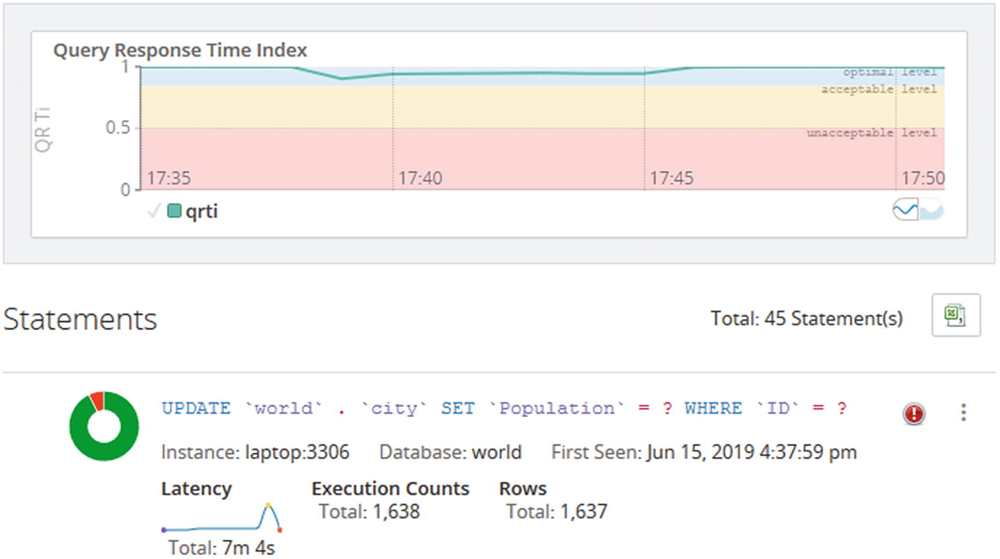 Query Response Time Index
1
optimal level
acceptable level
QR Ti
0.5
unacceptable level
17:35 17:40 17:45 17:50
0
qrti
Statements
Total: 45 Statement(s)
UPDATE `world` . `city` SET `Population` = ? WHERE `ID` = ?
Instance: laptop:3306 Database: world First Seen: Jun 15, 2019 4:37:59 pm
Latency Execution Counts Rows
Total: 1,638 Total: 1,637
Total: 7m 4s